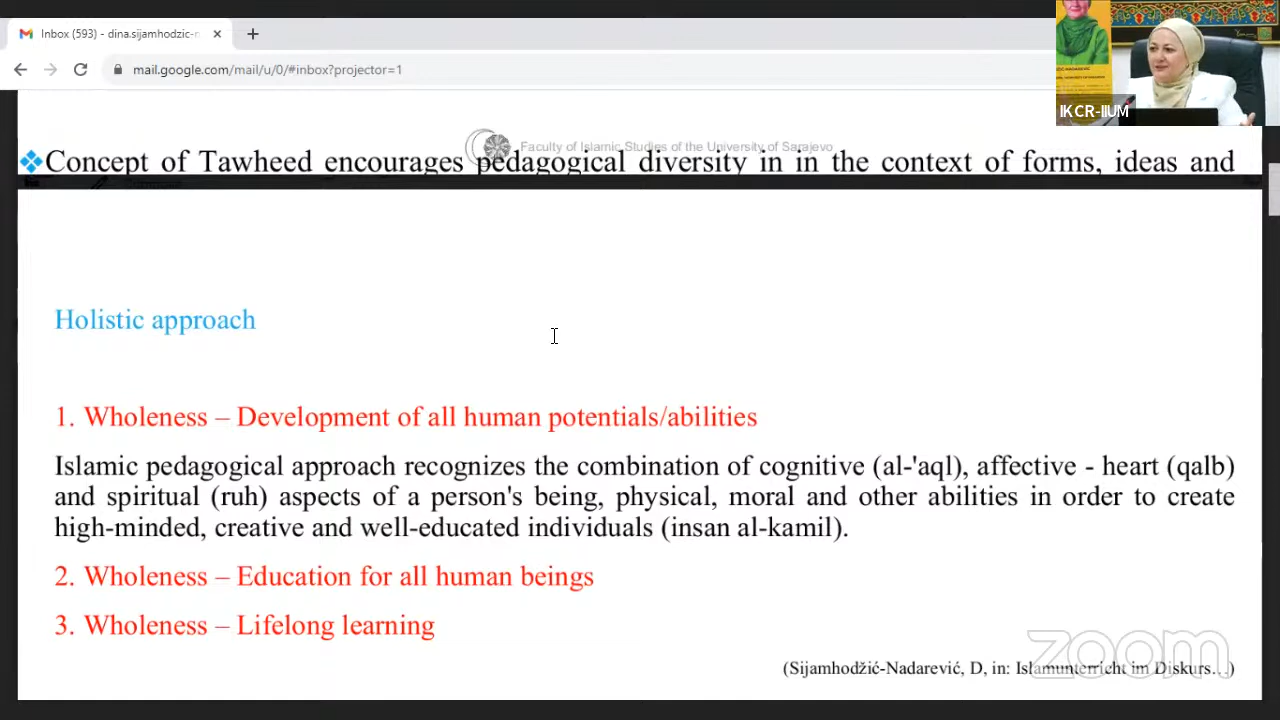 Inbox (593) - dina.sijamhodzic-
mail.google.com/mail/u/0/#inbox?projector=1
IKCR-IIUM
Faculty of Islamic Studies of the University of Sarajevo
Concept of Tawheed encourages pedagogical diversity in in the context of forms, ideas and
Holistic approach
1. Wholeness – Development of all human potentials/abilities
Islamic pedagogical approach recognizes the combination of cognitive (al-'aql), affective - heart (qalb)
and spiritual (ruh) aspects of a person's being, physical, moral and other abilities in order to create
high-minded, creative and well-educated individuals (insan al-kamil).
2. Wholeness – Education for all human beings
3. Wholeness – Lifelong learning
zoom
(Sijamhodžić-Nadarević, D, in: Islamunterricht im Diskurs…)